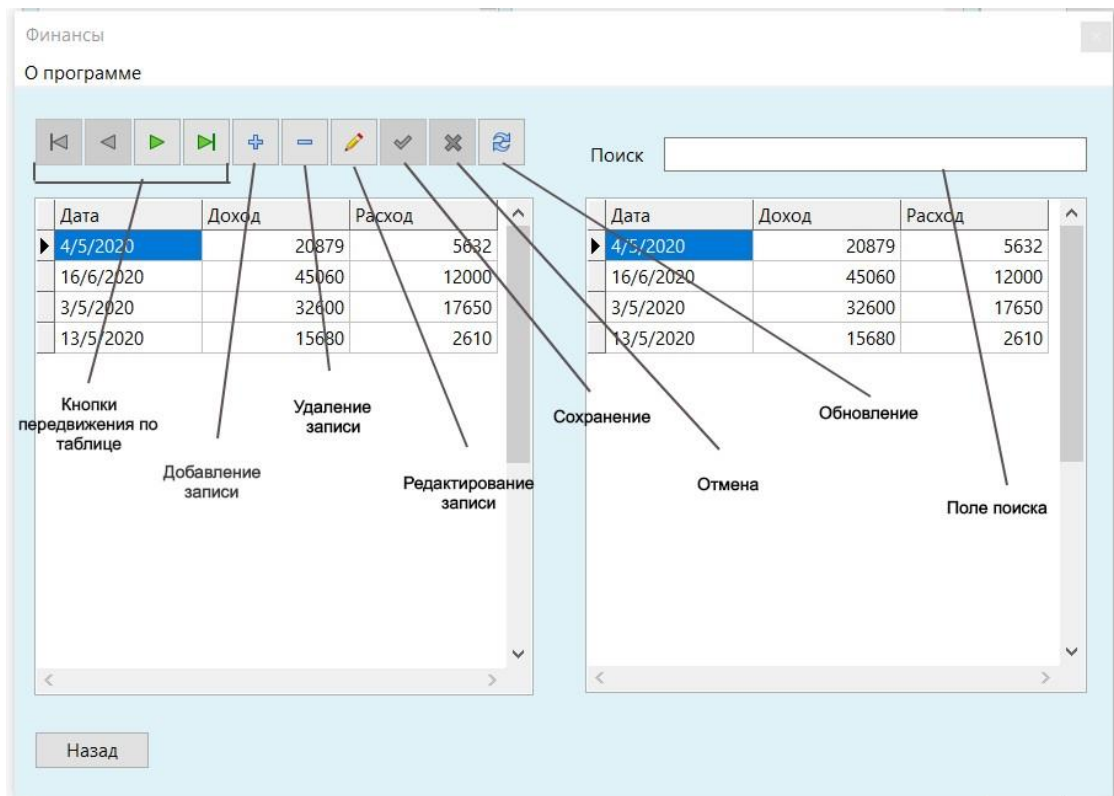 Финансы
О программе
Поиск
Дата Доход Расход
4/5/2020 20879 5632
16/6/2020 45060 12000
3/5/2020 32600 17650
13/5/2020 15680 2610
Дата Доход Расход
4/5/2020 20879 5632
16/6/2020 45060 12000
3/5/2020 32600 17650
13/5/2020 15680 2610
Кнопки
передвижения по
таблице
Добавление
записи
Удаление
записи
Редактирование
записи
Сохранение
Отмена
Обновление
Поле поиска
Назад